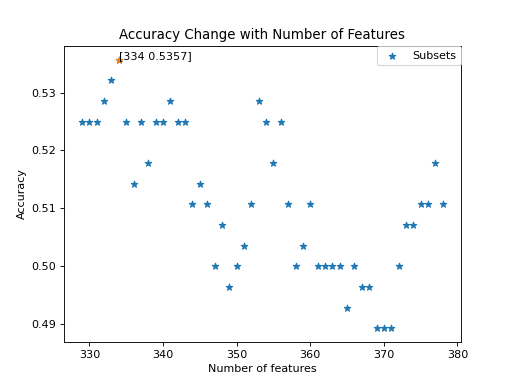 Accuracy Change with Number of Features
[334 0.5357]
Subsets
0.53
0.52
0.51
0.50
0.49
Accuracy
330 340 350 360 370 380
Number of features